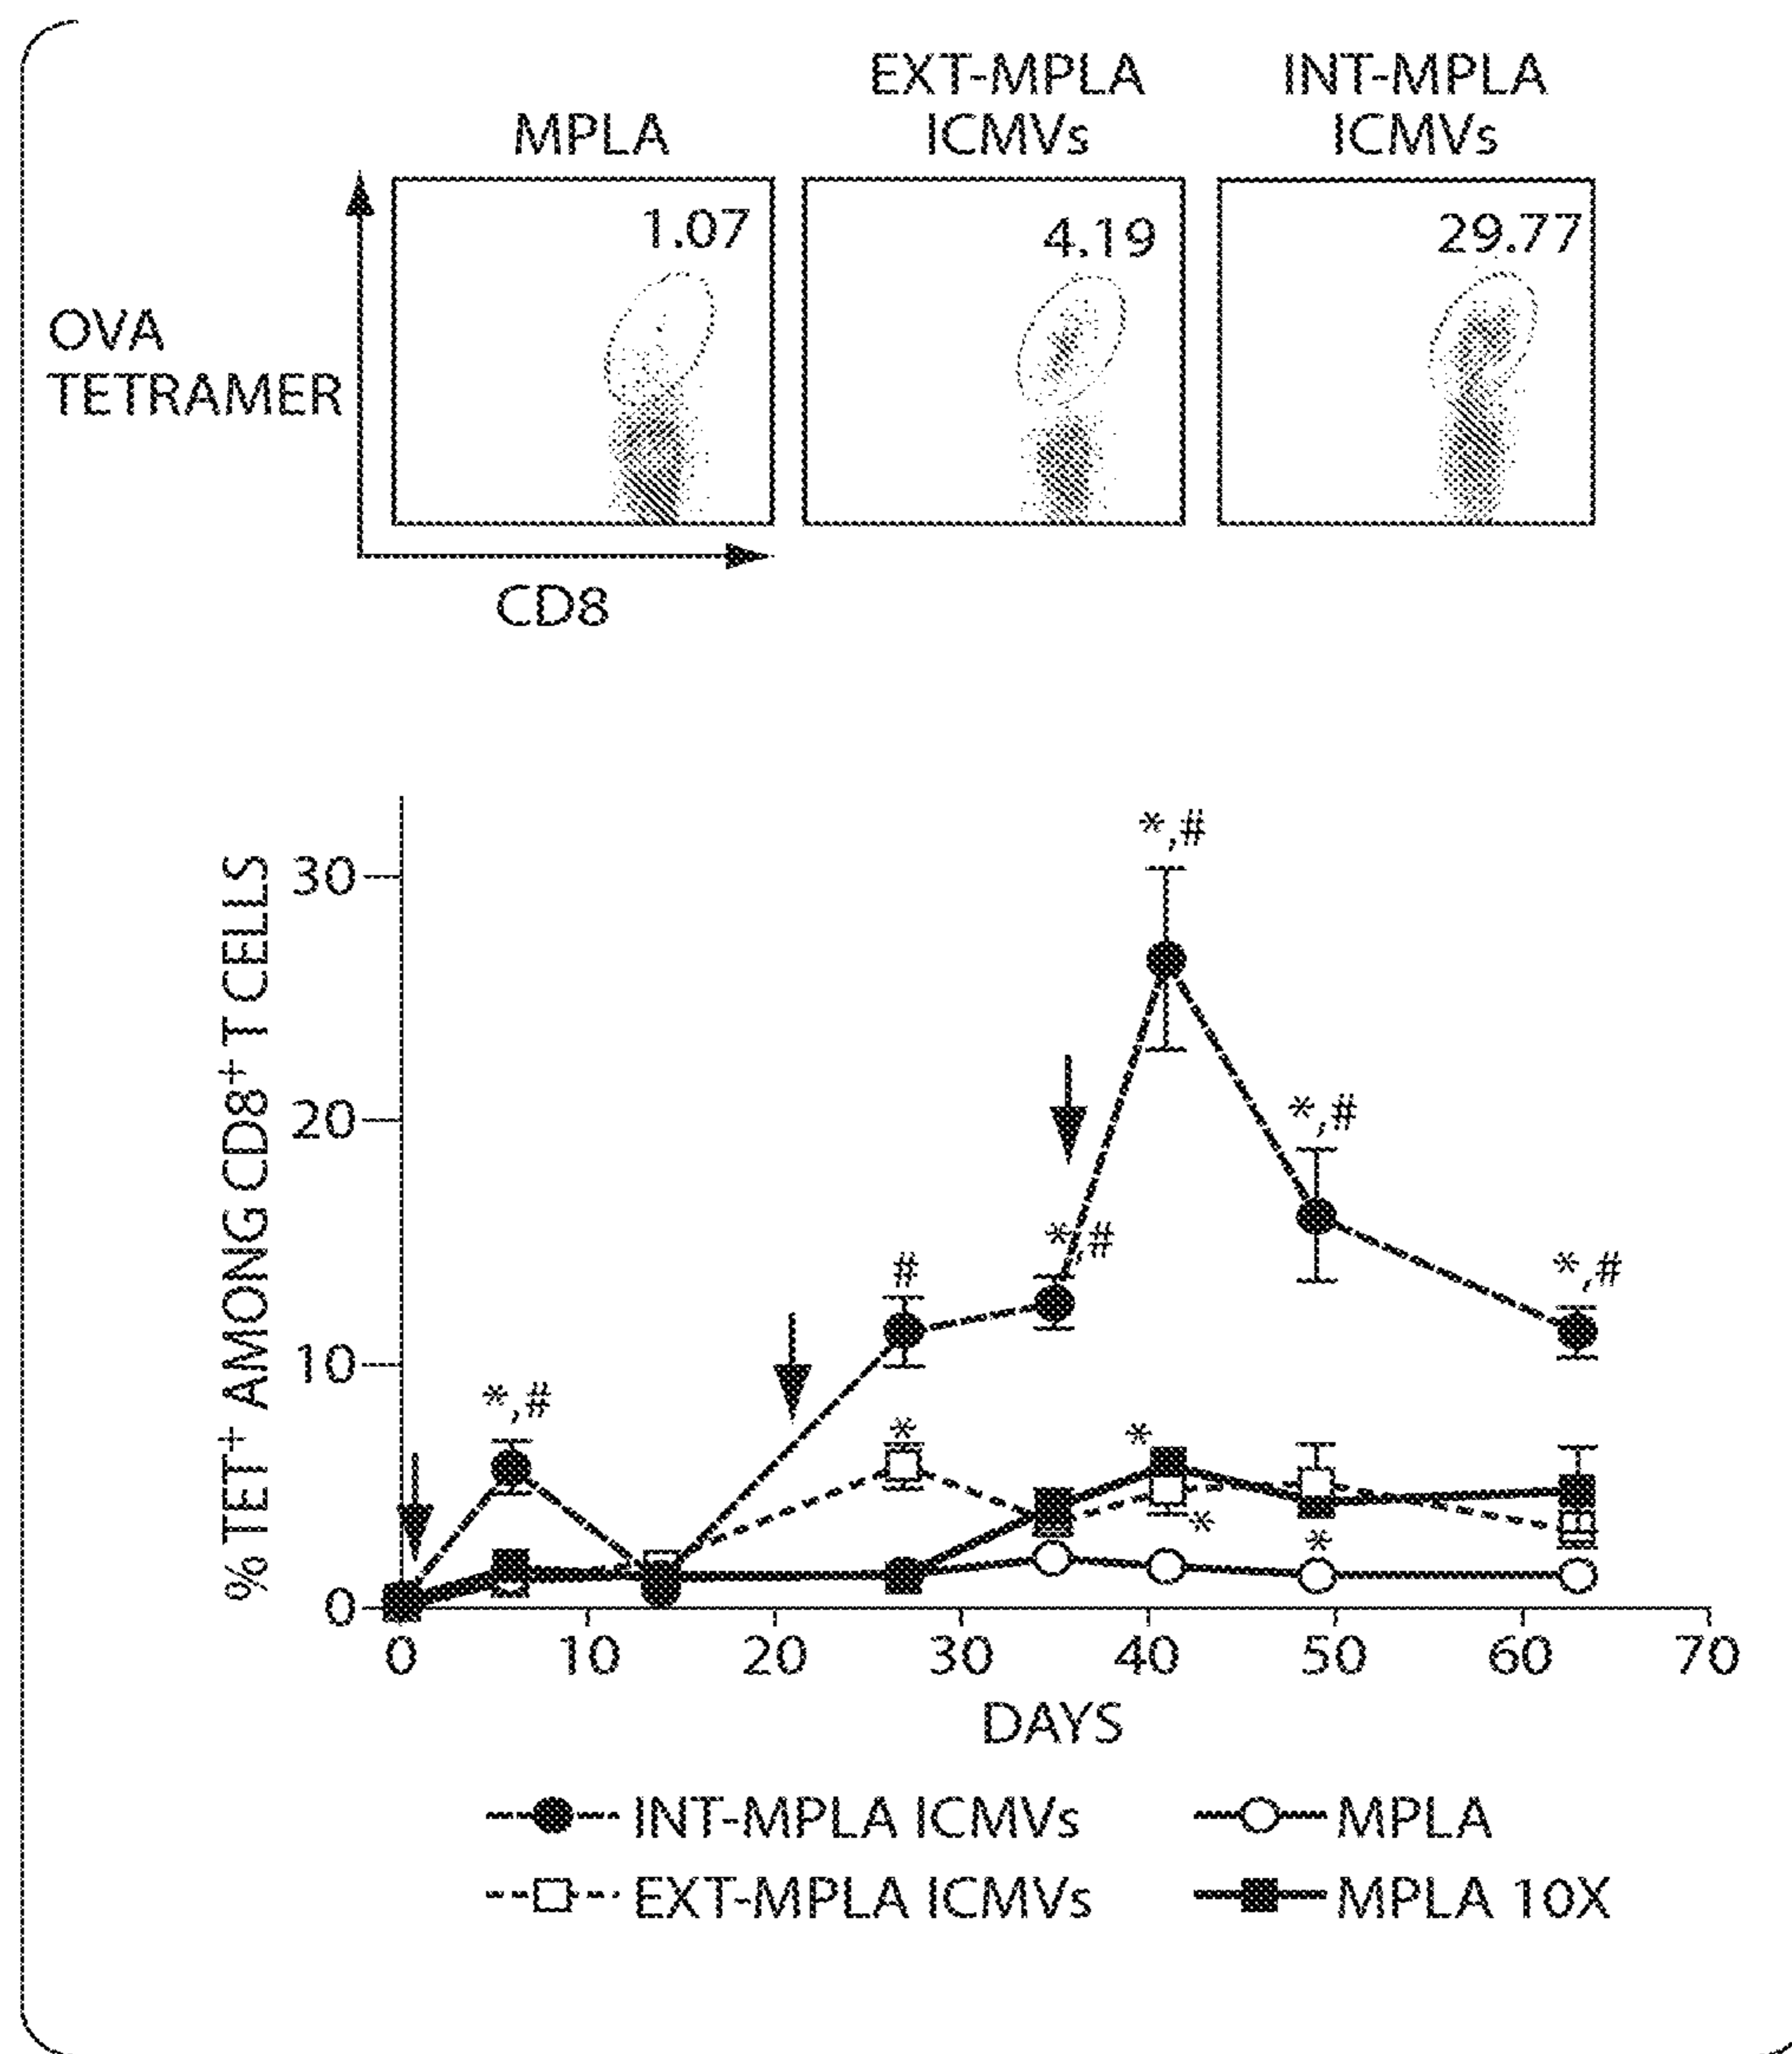 MPLA
EXT-MPLA
ICMVs
INT-MPLA
ICMVs
1.07
4.19
29.77
OVA
TETRAMER
CD8
% TET+ AMONG CD8+ T CELLS
30
20
10
0
*,#
#
*,#
*,#
*,#
*,#
*
*
*
*
0 10 20 30 40 50 60 70
DAYS
INT-MPLA ICMVs
MPLA
EXT-MPLA ICMVs
MPLA 10X